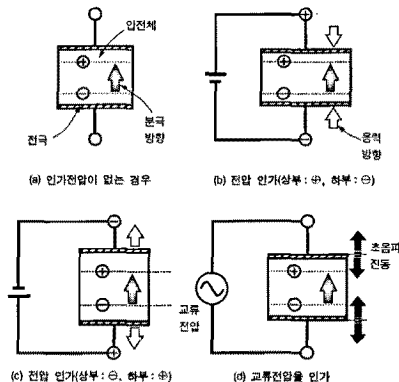 압전체
전극
분극
방향
(a) 인가전압이 없는 경우
응력
방향
(b) 전압 인가(상부 : ⊕, 하부 : ⊖)
(c) 전압 인가(상부 : ⊖, 하부 : ⊕)
교류
전압
초음파
진동
(d) 교류전압을 인가